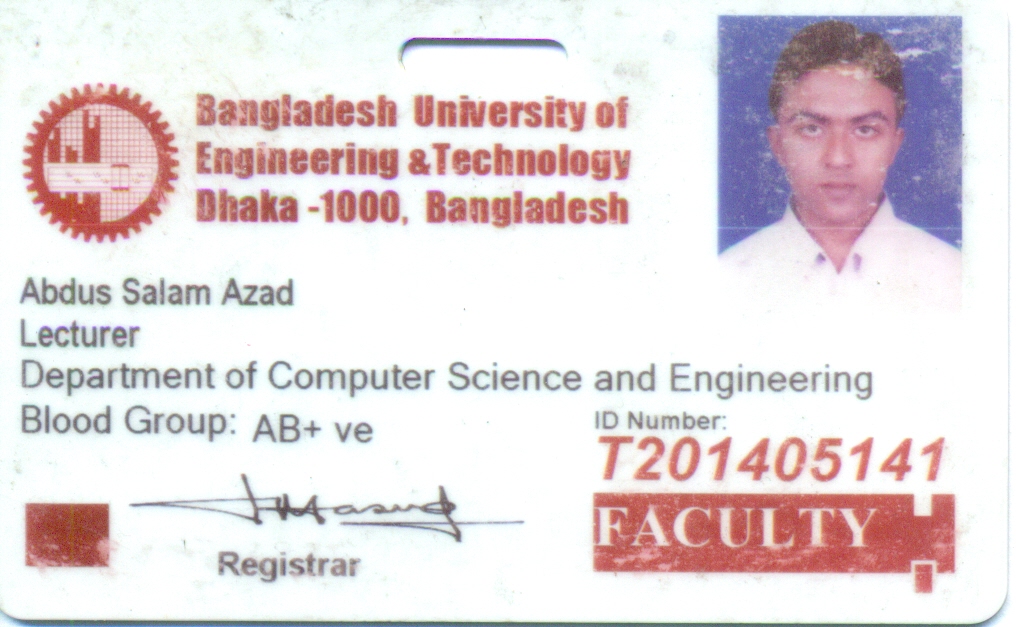 Bangladesh University of
Engineering & Technology
Dhaka -1000, Bangladesh
Abdus Salam Azad
Lecturer
Department of Computer Science and Engineering
Blood Group: AB+ ve
ID Number:
T201405141
FACULTY
Registrar